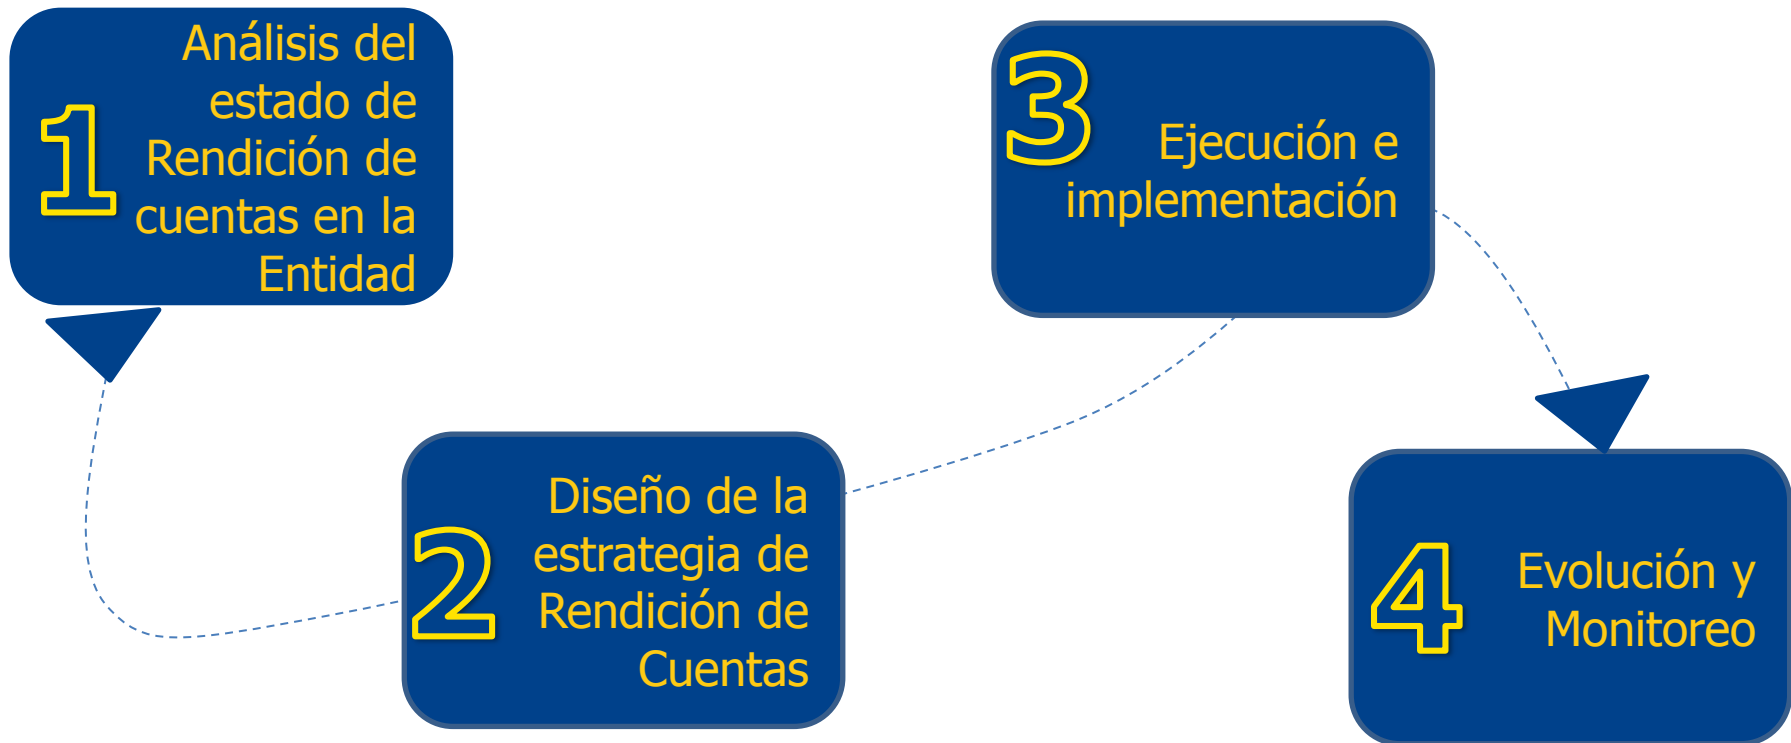 1
Análisis del
estado de
Rendición de
cuentas en la
Entidad
2
Diseño de la
estrategia de
Rendición de
Cuentas
3
Ejecución e
implementación
4
Evolución y
Monitoreo